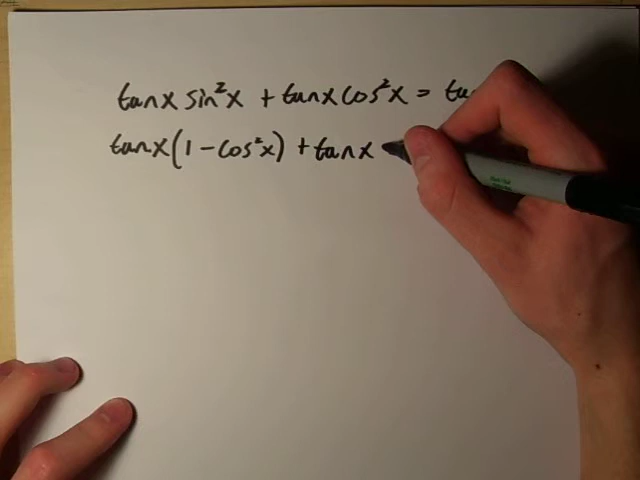 tanx sin²x + tanx cos²x =
tanx(1 - cos²x) + tanx